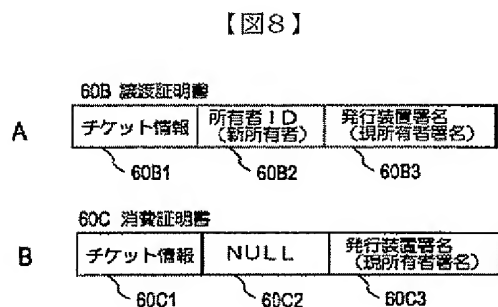 【図8】
60B 譲渡証明書
A
チケット情報 所有者ID 発行装置署名
(新所有者) (現所有者署名)
60B1 60B2 60B3
60C 消費証明書
B
チケット情報 NULL 発行装置署名
(現所有者署名)
60C1 60C2 60C3